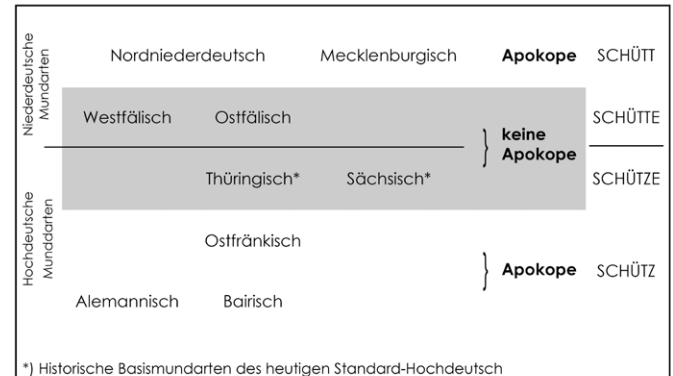 Niederdeutsche
Mundarten
Nordniederdeutsch Mecklenburgisch Apokope SCHÜTT
Westfälisch Ostfälisch SCHÜTTE
} keine
Apokope
Thüringisch* Sächsisch* SCHÜTZE
Hochdeutsche
Munddarten
Ostfränkisch
} Apokope SCHÜTZ
Alemannisch Bairisch
*) Historische Basismundarten des heutigen Standard-Hochdeutsch